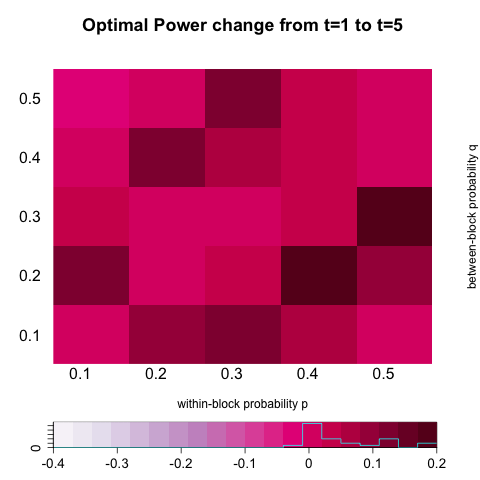 Optimal Power change from t=1 to t=5
0.5
0.4
0.3
0.2
0.1
between-block probability q
0.1 0.2 0.3 0.4 0.5
within-block probability p
0
-0.4 -0.3 -0.2 -0.1 0 0.1 0.2